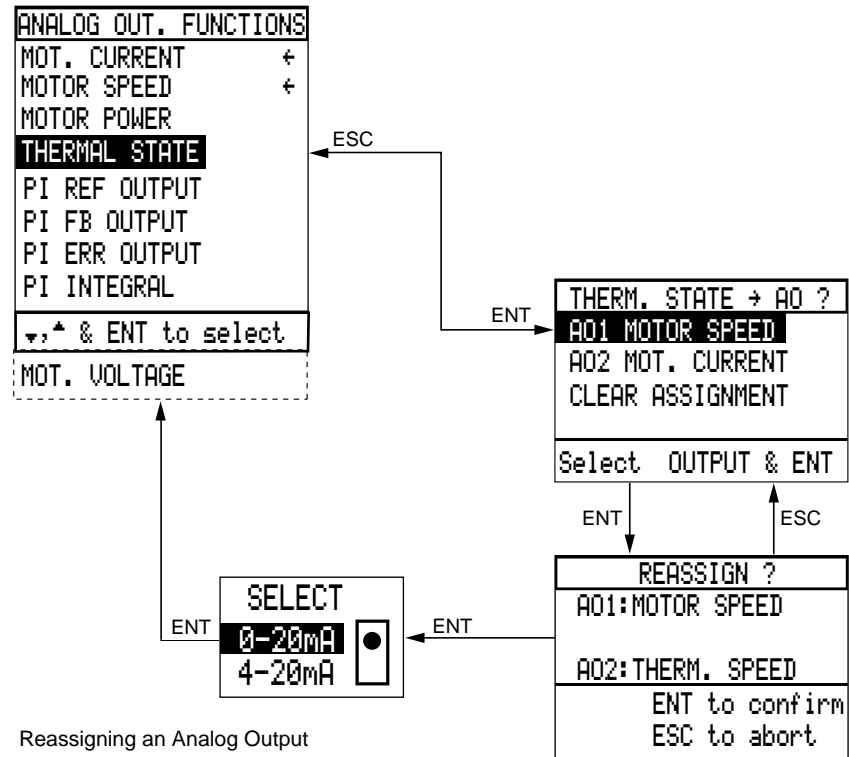 ANALOG OUT. FUNCTIONS
MOT. CURRENT ←
MOTOR SPEED ←
MOTOR POWER
THERMAL STATE
PI REF OUTPUT
PI FB OUTPUT
PI ERR OUTPUT
PI INTEGRAL
▼,▲ & ENT to select
MOT. VOLTAGE
ESC
ENT
THERM. STATE → AO ?
AO1 MOTOR SPEED
AO2 MOT. CURRENT
CLEAR ASSIGNMENT
Select OUTPUT & ENT
ENT
ESC
REASSIGN ?
AO1:MOTOR SPEED
AO2:THERM. SPEED
ENT to confirm
ESC to abort
ENT
SELECT
0-20mA
4-20mA
ENT
Reassigning an Analog Output